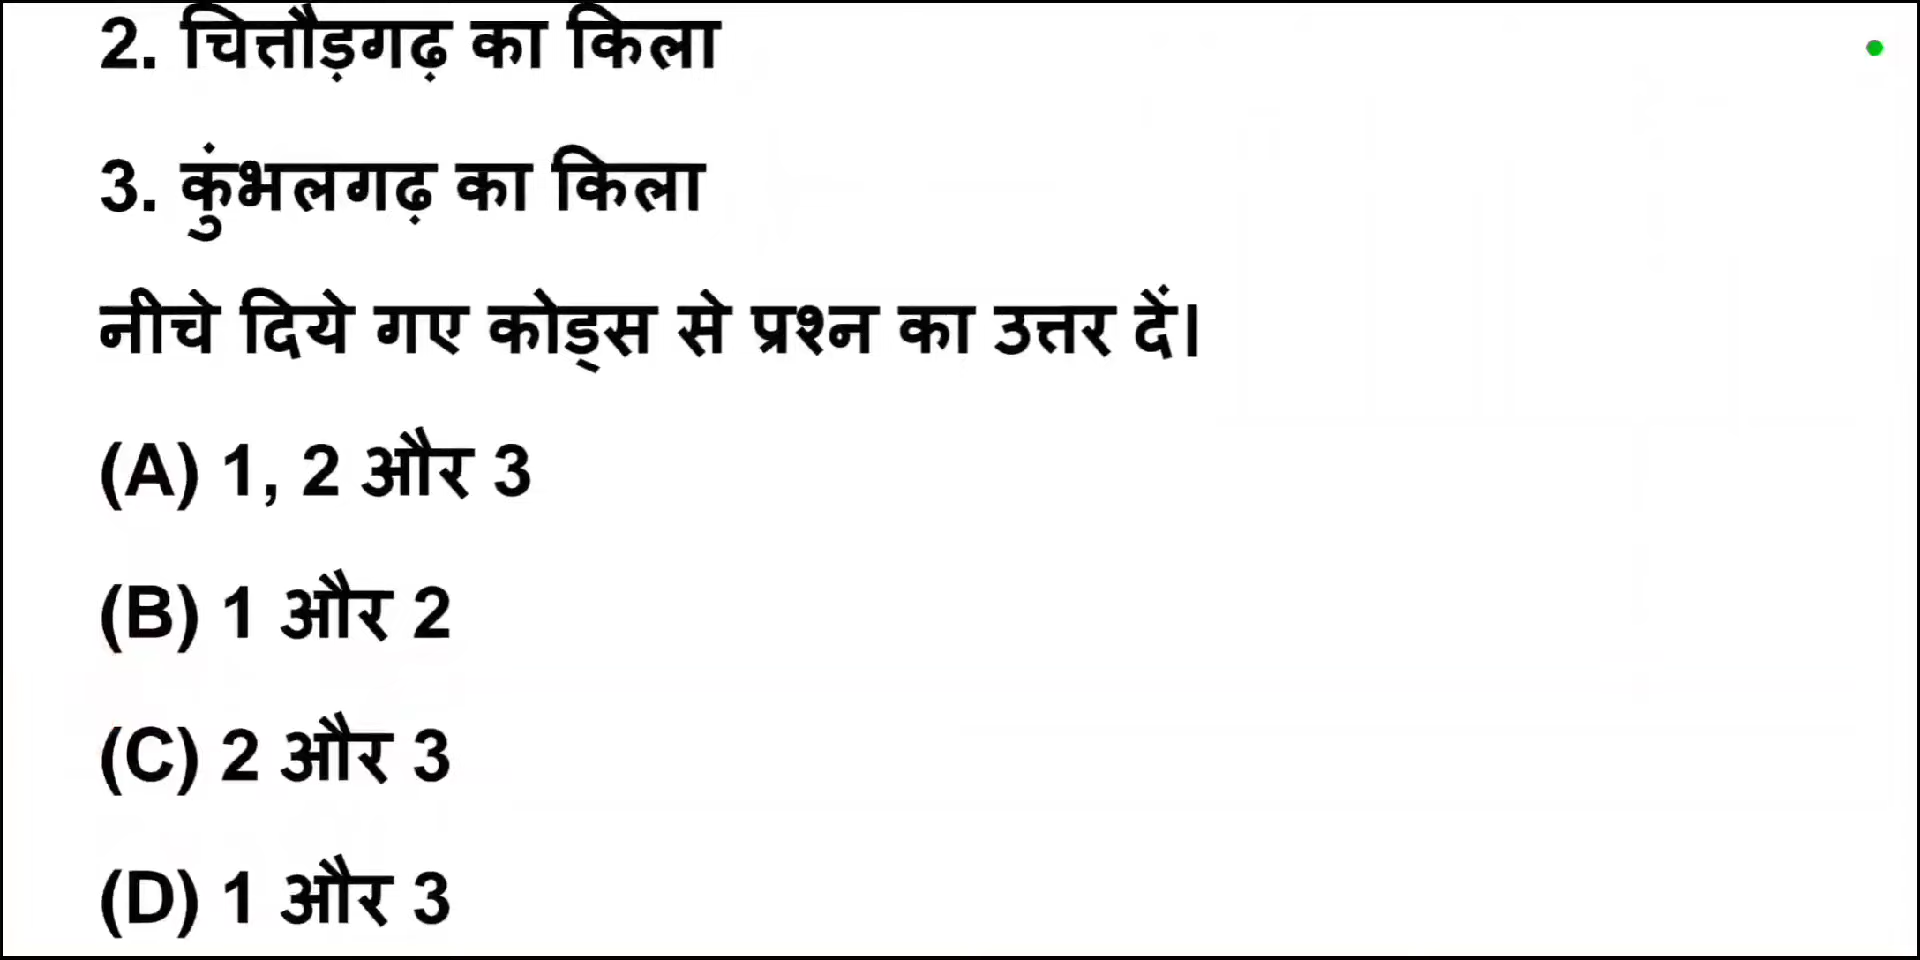 2. चित्तौड़गढ़ का किला
3. कुंभलगढ़ का किला
नीचे दिये गए कोड्स से प्रश्न का उत्तर दें।
(A) 1, 2 और 3
(B) 1 और 2
(C) 2 और 3
(D) 1 और 3